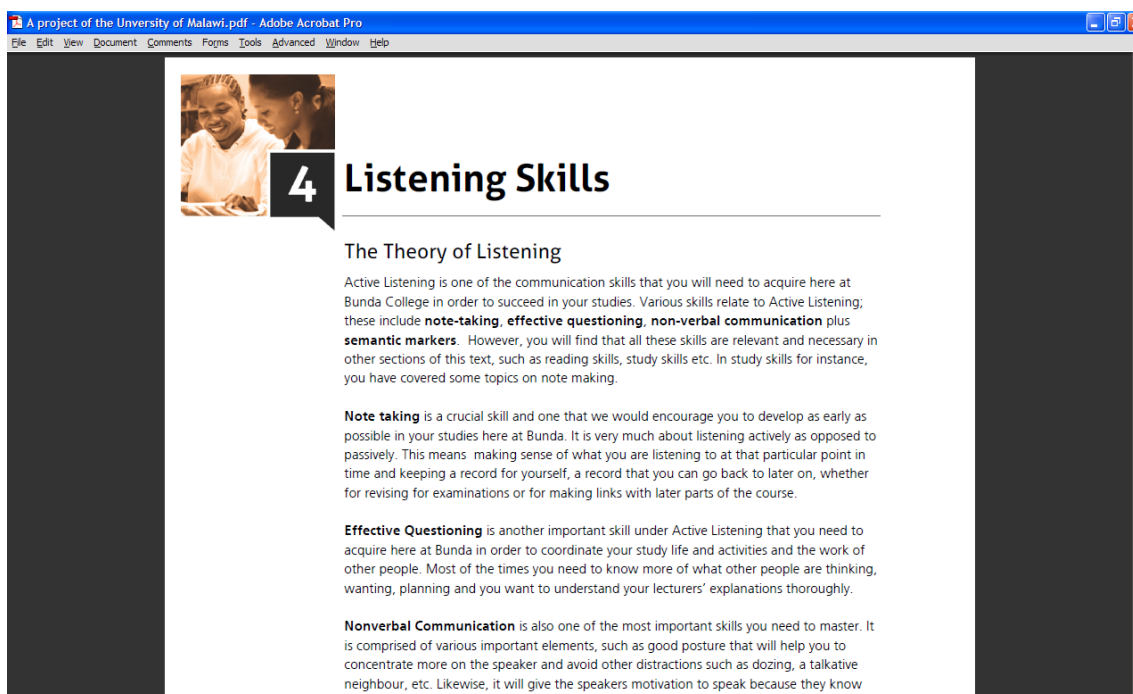 A project of the Unversity of Malawi.pdf - Adobe Acrobat Pro
File Edit View Document Comments Forms Tools Advanced Window Help
4
Listening Skills
The Theory of Listening
Active Listening is one of the communication skills that you will need to acquire here at
Bunda College in order to succeed in your studies. Various skills relate to Active Listening;
these include note-taking, effective questioning, non-verbal communication plus
semantic markers. However, you will find that all these skills are relevant and necessary in
other sections of this text, such as reading skills, study skills etc. In study skills for instance,
you have covered some topics on note making.
Note taking is a crucial skill and one that we would encourage you to develop as early as
possible in your studies here at Bunda. It is very much about listening actively as opposed to
passively. This means making sense of what you are listening to at that particular point in
time and keeping a record for yourself, a record that you can go back to later on, whether
for revising for examinations or for making links with later parts of the course.
Effective Questioning is another important skill under Active Listening that you need to
acquire here at Bunda in order to coordinate your study life and activities and the work of
other people. Most of the times you need to know more of what other people are thinking,
wanting, planning and you want to understand your lecturers’ explanations thoroughly.
Nonverbal Communication is also one of the most important skills you need to master. It
is comprised of various important elements, such as good posture that will help you to
concentrate more on the speaker and avoid other distractions such as dozing, a talkative
neighbour, etc. Likewise, it will give the speakers motivation to speak because they know